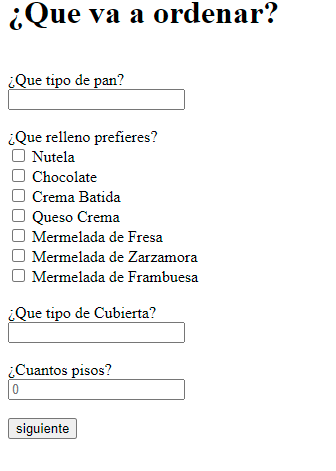 ¿Que va a ordenar?
¿Que tipo de pan?
¿Que relleno prefieres?
Nutela
Chocolate
Crema Batida
Queso Crema
Mermelada de Fresa
Mermelada de Zarzamora
Mermelada de Frambuesa
¿Que tipo de Cubierta?
¿Cuantos pisos?
0
siguiente